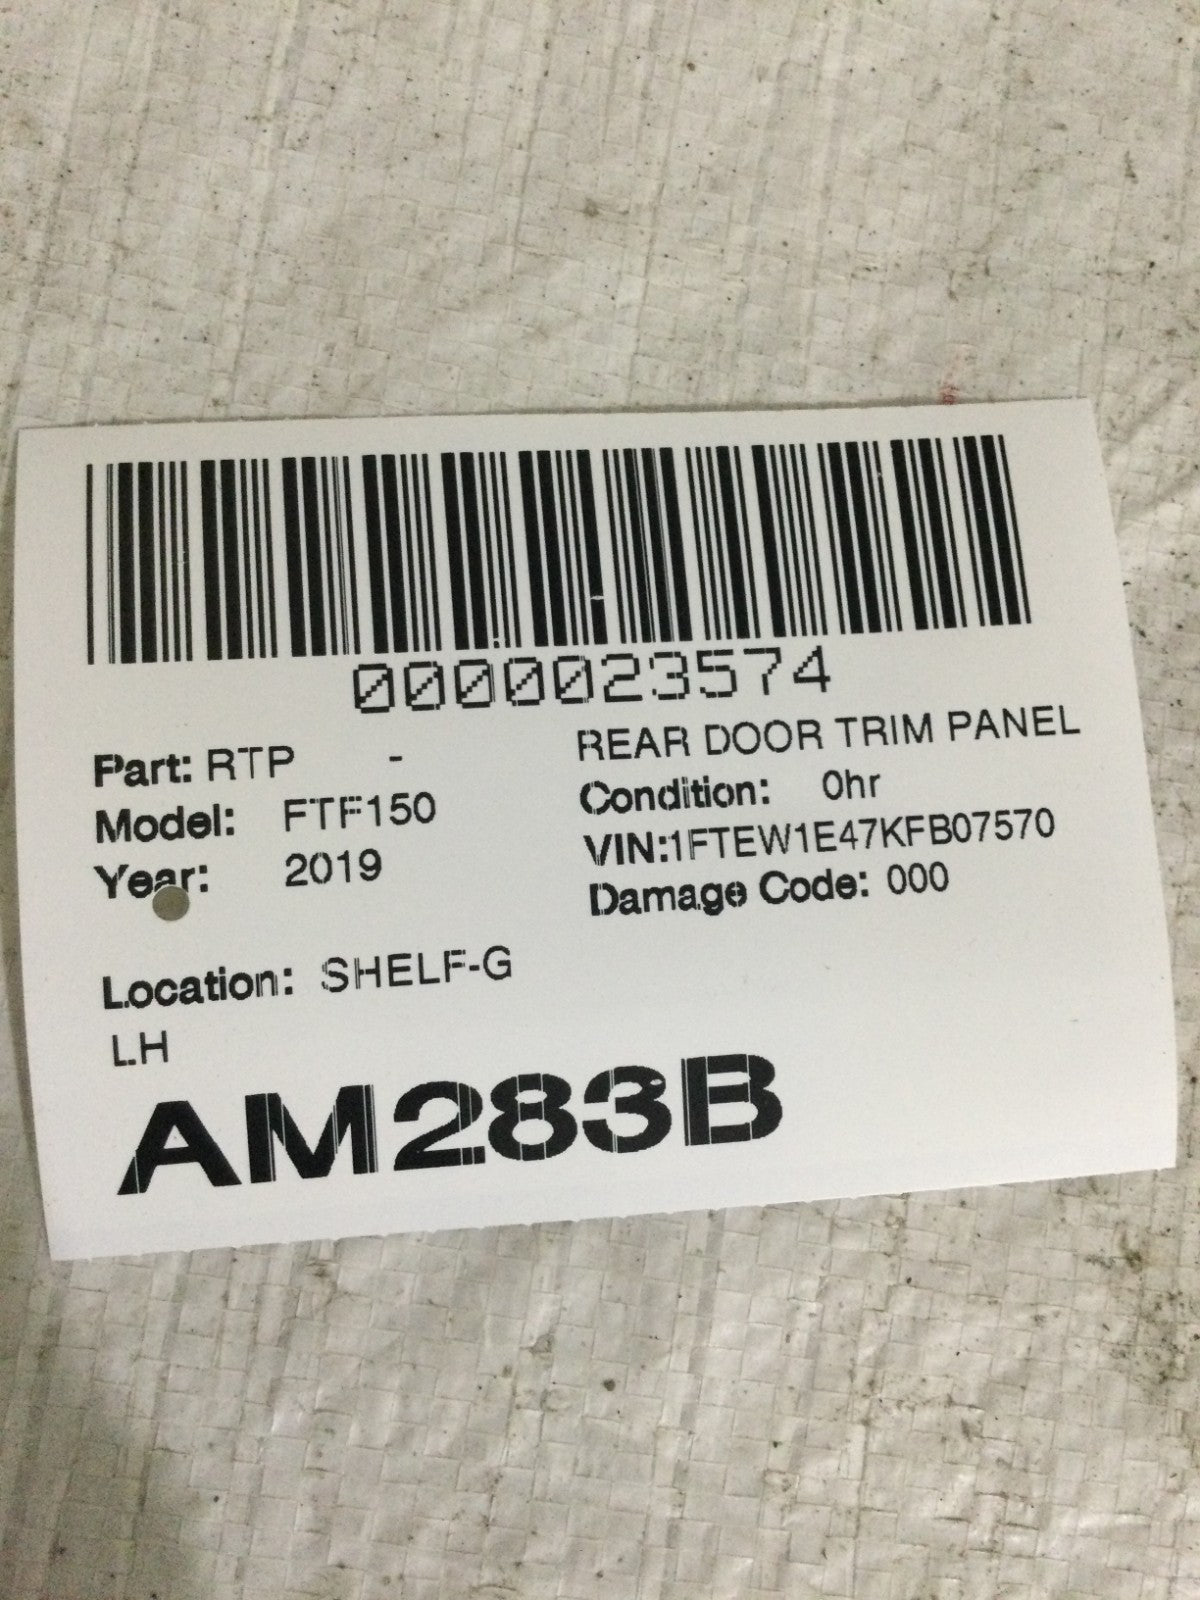 0000023574
Part: RTP - REAR DOOR TRIM PANEL
Model: FTF150 Condition: 0hr
Year: 2019 VIN:1FTEW1E47KFB07570
Damage Code: 000
Location: SHELF-G
LH
AM283B